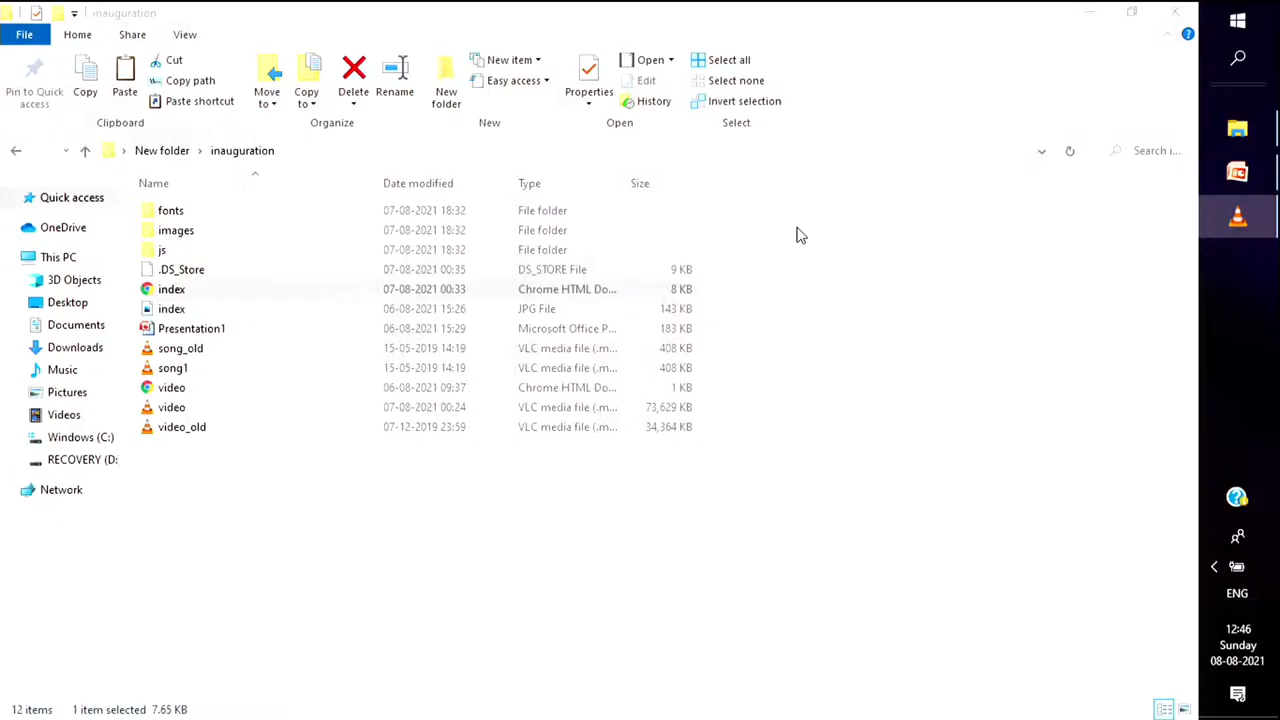 inauguration
File Home Share View
Pin to Quick access
Copy
Paste
Cut
Copy path
Paste shortcut
Clipboard
Move to
Copy to
Delete
Rename
Organize
New folder
New item
Easy access
New
Properties
Open
Edit
History
Open
Select all
Select none
Invert selection
Select
New folder › inauguration
Search i...
Quick access
OneDrive
This PC
3D Objects
Desktop
Documents
Downloads
Music
Pictures
Videos
Windows (C:)
RECOVERY (D:
Network
Name Date modified Type Size
fonts 07-08-2021 18:32 File folder
images 07-08-2021 18:32 File folder
js 07-08-2021 18:32 File folder
.DS_Store 07-08-2021 00:35 DS_STORE File 9 KB
index 07-08-2021 00:33 Chrome HTML Do... 8 KB
index 06-08-2021 15:26 JPG File 143 KB
Presentation1 06-08-2021 15:29 Microsoft Office P... 183 KB
song_old 15-05-2019 14:19 VLC media file (.m... 408 KB
song1 15-05-2019 14:19 VLC media file (.m... 408 KB
video 06-08-2021 09:37 Chrome HTML Do... 1 KB
video 07-08-2021 00:24 VLC media file (.m... 73,629 KB
video_old 07-12-2019 23:59 VLC media file (.m... 34,364 KB
12 items 1 item selected 7.65 KB
ENG
12:46
Sunday
08-08-2021